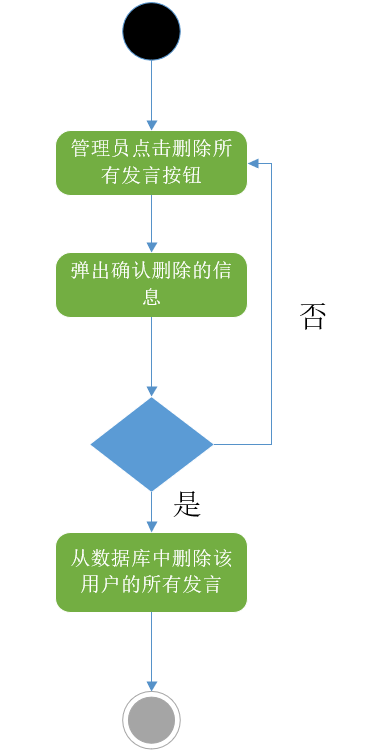 管理员点击删除所
有发言按钮
弹出确认删除的信
息
否
是
从数据库中删除该
用户的所有发言